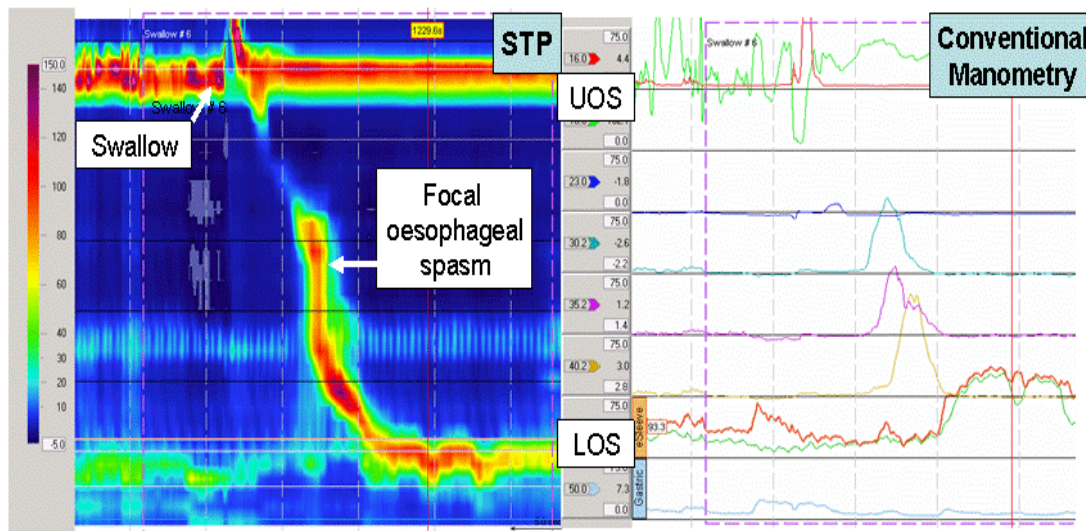 Swallow # 6
1229.6s
STP
150.0
140
120
100
80
60
40
30
20
10
-5.0
Swallow # 6
Swallow
Focal
oesophageal
spasm
UOS
LOS
Conventional
Manometry
Swallow # 6
75.0
16.0
4.4
0.0
75.0
23.0
-1.8
0.0
75.0
30.2
-2.6
-2.2
75.0
35.2
1.2
1.4
75.0
40.2
3.0
2.8
75.0
eSleeve
93.3
Gastric
50.0
7.3
0.0